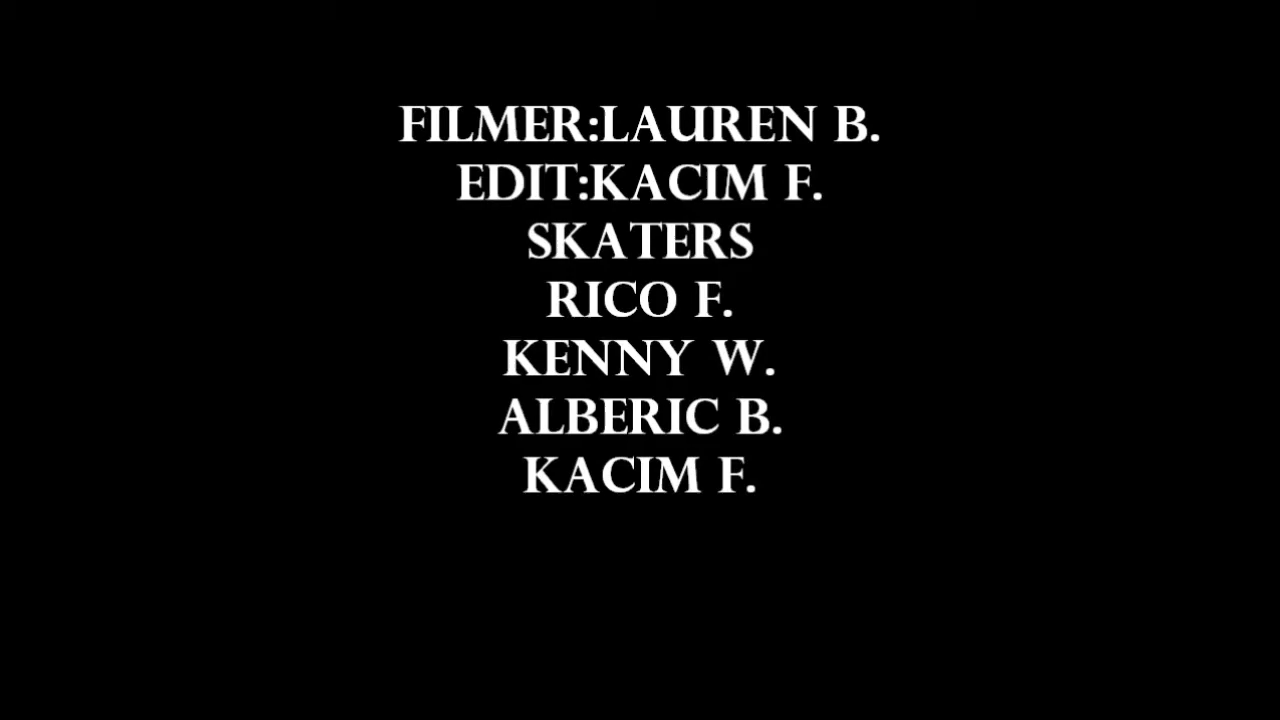 FILMER:LAUREN B.
EDIT:KACIM F.
SKATERS
RICO F.
KENNY W.
ALBERIC B.
KACIM F.